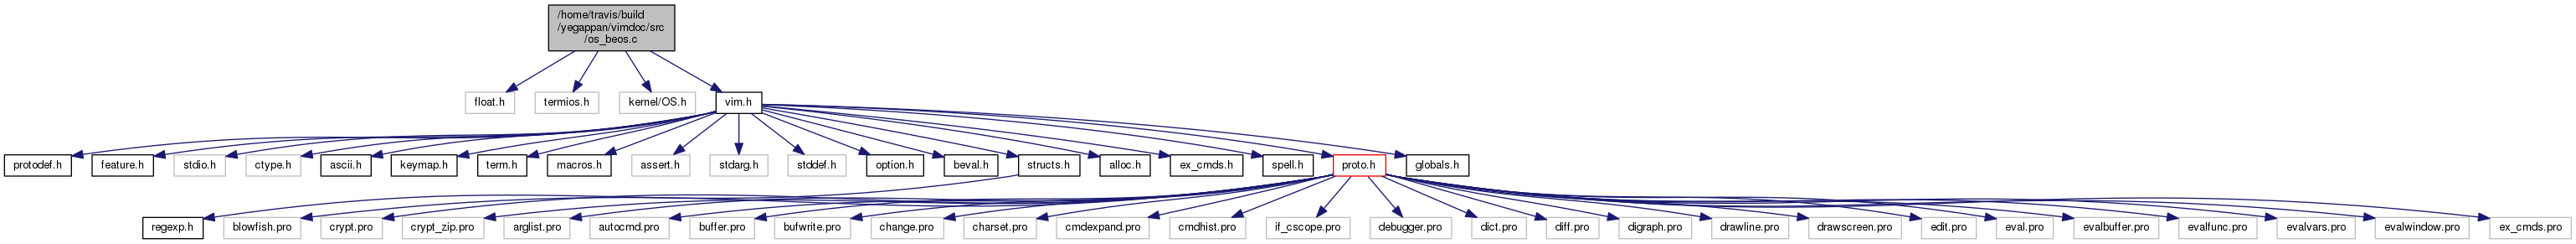 /home/travis/build
/yegappan/vimdoc/src
/os_beos.c
float.h
termios.h
kernel/OS.h
vim.h
protodef.h
feature.h
stdio.h
ctype.h
ascii.h
keymap.h
term.h
macros.h
assert.h
stdarg.h
stddef.h
option.h
beval.h
structs.h
alloc.h
ex_cmds.h
spell.h
proto.h
globals.h
regexp.h
blowfish.pro
crypt.pro
crypt_zip.pro
arglist.pro
autocmd.pro
buffer.pro
bufwrite.pro
change.pro
charset.pro
cmdexpand.pro
cmdhist.pro
if_cscope.pro
debugger.pro
dict.pro
diff.pro
digraph.pro
drawline.pro
drawscreen.pro
edit.pro
eval.pro
evalbuffer.pro
evalfunc.pro
evalvars.pro
evalwindow.pro
ex_cmds.pro